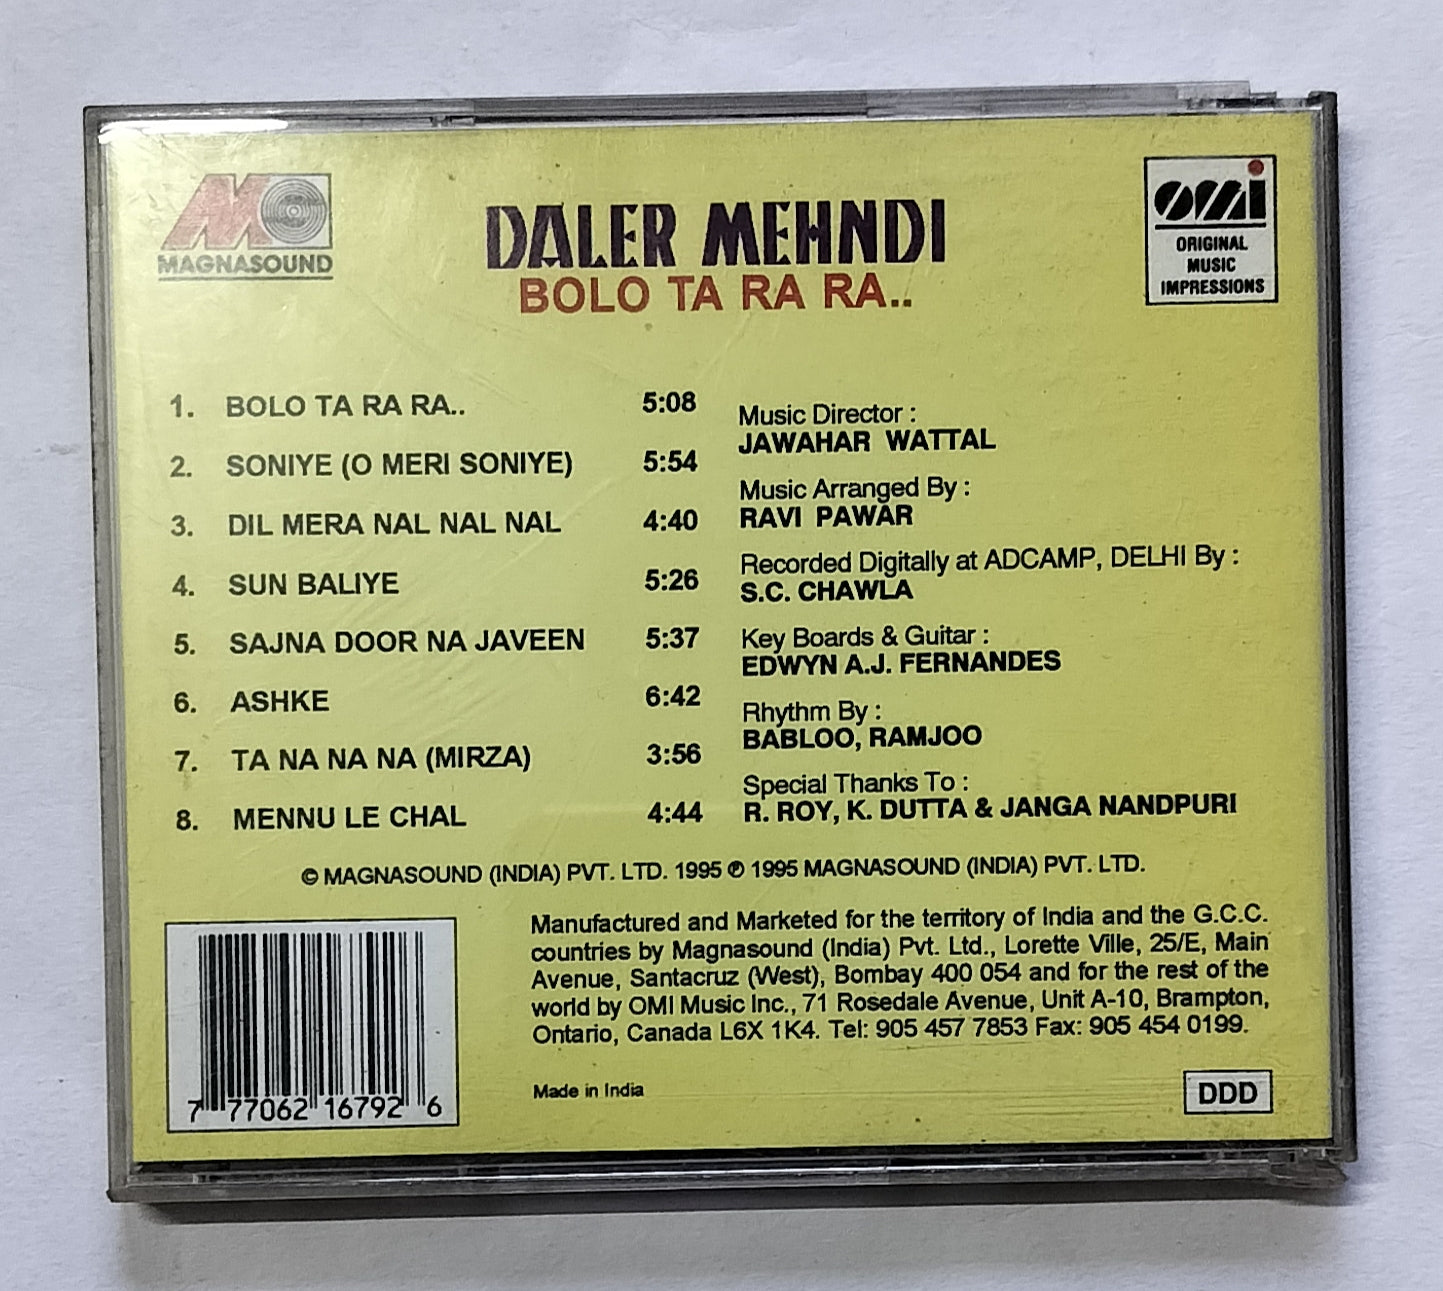 MAGNASOUND
DALER MEHNDI
BOLO TA RA RA..
omi
ORIGINAL
MUSIC
IMPRESSIONS
1. BOLO TA RA RA.. 5:08
2. SONIYE (O MERI SONIYE) 5:54
3. DIL MERA NAL NAL NAL 4:40
4. SUN BALIYE 5:26
5. SAJNA DOOR NA JAVEEN 5:37
6. ASHKE 6:42
7. TA NA NA NA (MIRZA) 3:56
8. MENNU LE CHAL 4:44
Music Director :
JAWAHAR WATTAL
Music Arranged By :
RAVI PAWAR
Recorded Digitally at ADCAMP, DELHI By :
S.C. CHAWLA
Key Boards & Guitar :
EDWYN A.J. FERNANDES
Rhythm By :
BABLOO, RAMJOO
Special Thanks To :
R. ROY, K. DUTTA & JANGA NANDPURI
© MAGNASOUND (INDIA) PVT. LTD. 1995 ℗ 1995 MAGNASOUND (INDIA) PVT. LTD.
Manufactured and Marketed for the territory of India and the G.C.C.
countries by Magnasound (India) Pvt. Ltd., Lorette Ville, 25/E, Main
Avenue, Santacruz (West), Bombay 400 054 and for the rest of the
world by OMI Music Inc., 71 Rosedale Avenue, Unit A-10, Brampton,
Ontario, Canada L6X 1K4. Tel: 905 457 7853 Fax: 905 454 0199.
7 77062 16792 6
Made in India
DDD